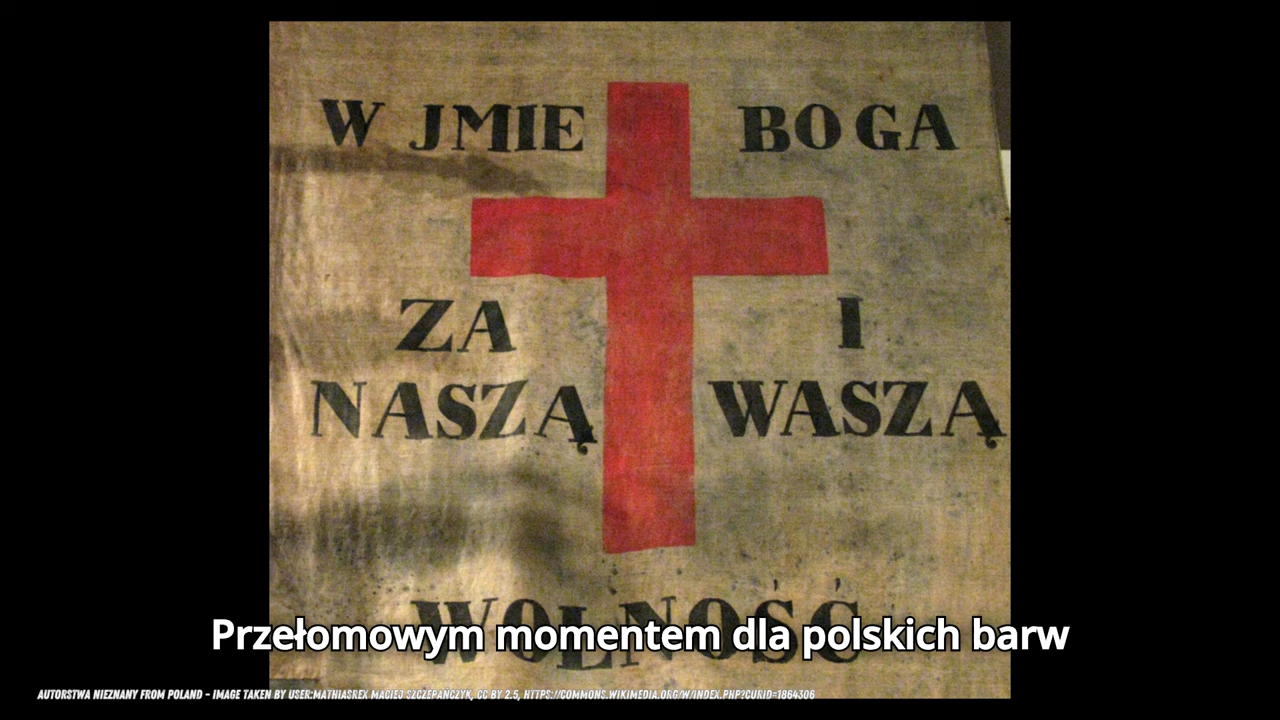 W JMIE BOGA
ZA I
NASZĄ WASZĄ
WOLNOŚĆ
Przełomowym momentem dla polskich barw
AUTORSTWA NIEZNANY FROM POLAND - IMAGE TAKEN BY USER:MATHIASREX MACIEJ SZCZEPAŃCZYK, CC BY 2.5, HTTPS://COMMONS.WIKIMEDIA.ORG/W/INDEX.PHP?CURID=1864306